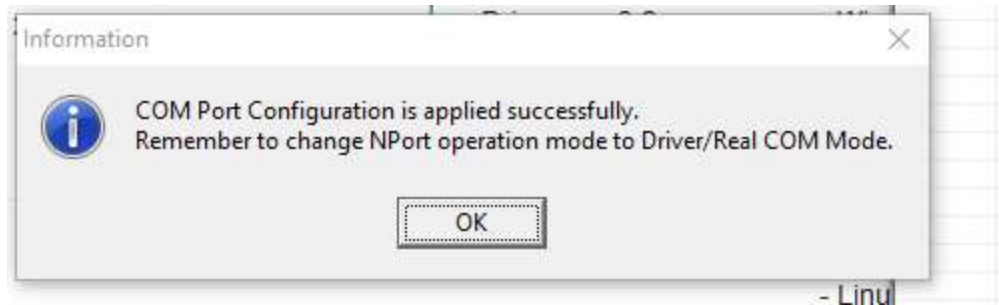 Information
COM Port Configuration is applied successfully.
Remember to change NPort operation mode to Driver/Real COM Mode.
OK
- Linu